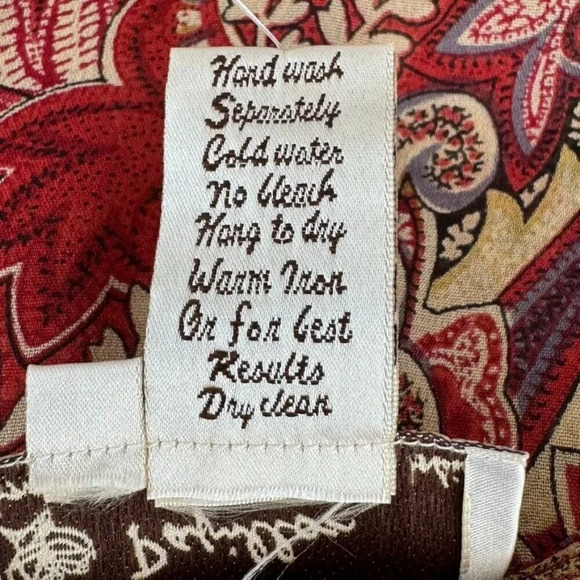 Hand wash
Separately
Cold water
No bleach
Hang to dry
Warm Iron
Or for best
Results
Dry clean